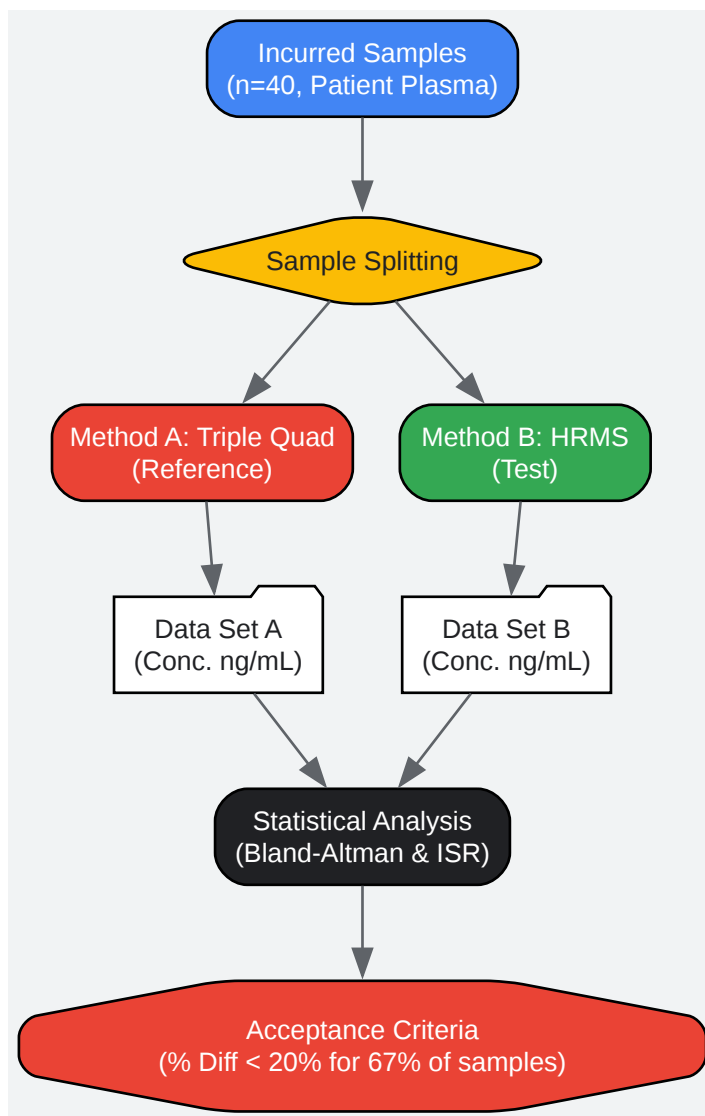 Incurred Samples
(n=40, Patient Plasma)
Sample Splitting
Method A: Triple Quad
(Reference)
Method B: HRMS
(Test)
Data Set A
(Conc. ng/mL)
Data Set B
(Conc. ng/mL)
Statistical Analysis
(Bland-Altman & ISR)
Acceptance Criteria
(% Diff < 20% for 67% of samples)